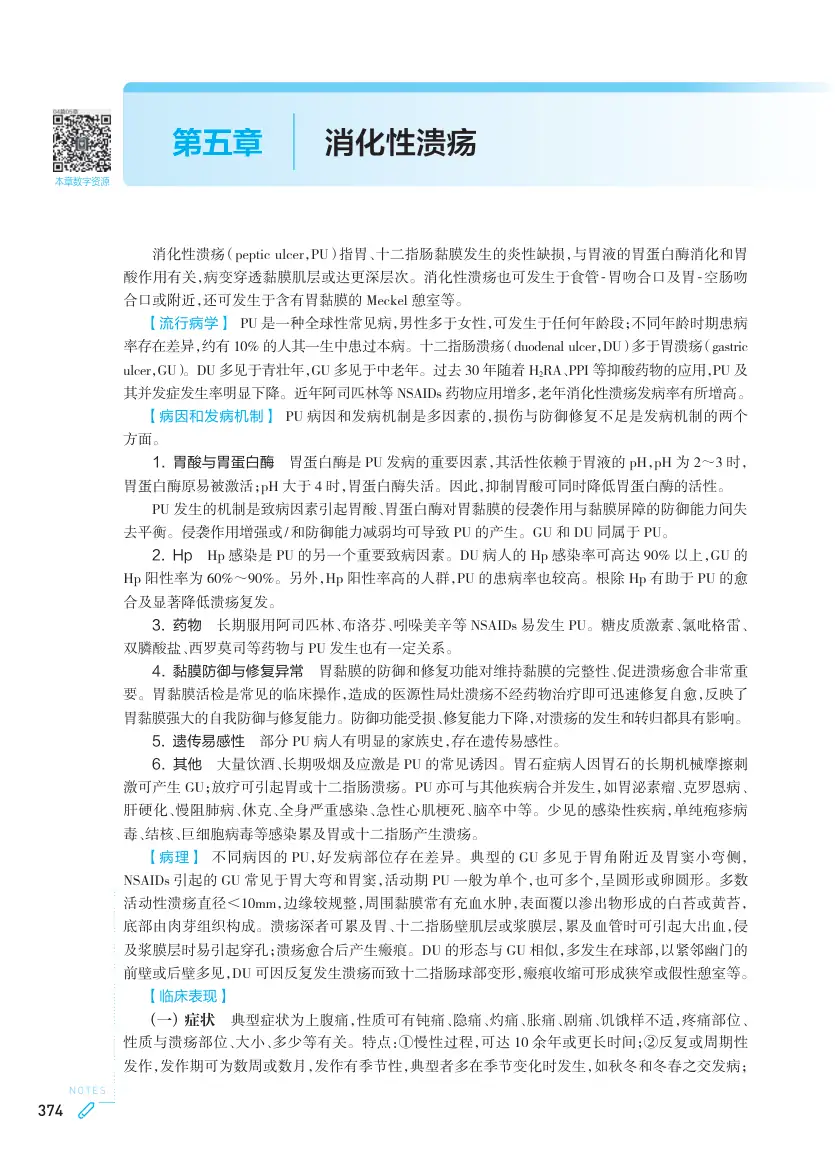 04篇05章
本章数字资源
第五章
消化性溃疡
消化性溃疡（peptic ulcer,PU）指胃、十二指肠黏膜发生的炎性缺损，与胃液的胃蛋白酶消化和胃
酸作用有关，病变穿透黏膜肌层或达更深层次。消化性溃疡也可发生于食管-胃吻合口及胃-空肠吻
合口或附近，还可发生于含有胃黏膜的 Meckel 憩室等。
【流行病学】 PU 是一种全球性常见病，男性多于女性，可发生于任何年龄段；不同年龄时期患病
率存在差异，约有 10% 的人其一生中患过本病。十二指肠溃疡（duodenal ulcer,DU）多于胃溃疡（gastric
ulcer,GU）。DU 多见于青壮年，GU 多见于中老年。过去 30 年随着 H₂RA、PPI 等抑酸药物的应用，PU 及
其并发症发生率明显下降。近年阿司匹林等 NSAIDs 药物应用增多，老年消化性溃疡发病率有所增高。
【病因和发病机制】 PU 病因和发病机制是多因素的，损伤与防御修复不足是发病机制的两个
方面。
1. 胃酸与胃蛋白酶 胃蛋白酶是 PU 发病的重要因素，其活性依赖于胃液的 pH，pH 为 2～3 时，
胃蛋白酶原易被激活；pH 大于 4 时，胃蛋白酶失活。因此，抑制胃酸可同时降低胃蛋白酶的活性。
PU 发生的机制是致病因素引起胃酸、胃蛋白酶对胃黏膜的侵袭作用与黏膜屏障的防御能力间失
去平衡。侵袭作用增强或/和防御能力减弱均可导致 PU 的产生。GU 和 DU 同属于 PU。
2. Hp Hp 感染是 PU 的另一个重要致病因素。DU 病人的 Hp 感染率可高达 90% 以上，GU 的
Hp 阳性率为 60%～90%。另外，Hp 阳性率高的人群，PU 的患病率也较高。根除 Hp 有助于 PU 的愈
合及显著降低溃疡复发。
3. 药物 长期服用阿司匹林、布洛芬、吲哚美辛等 NSAIDs 易发生 PU。糖皮质激素、氯吡格雷、
双膦酸盐、西罗莫司等药物与 PU 发生也有一定关系。
4. 黏膜防御与修复异常 胃黏膜的防御和修复功能对维持黏膜的完整性、促进溃疡愈合非常重
要。胃黏膜活检是常见的临床操作，造成的医源性局灶溃疡不经药物治疗即可迅速修复自愈，反映了
胃黏膜强大的自我防御与修复能力。防御功能受损、修复能力下降，对溃疡的发生和转归都具有影响。
5. 遗传易感性 部分 PU 病人有明显的家族史，存在遗传易感性。
6. 其他 大量饮酒、长期吸烟及应激是 PU 的常见诱因。胃石症病人因胃石的长期机械摩擦刺
激可产生 GU；放疗可引起胃或十二指肠溃疡。PU 亦可与其他疾病合并发生，如胃泌素瘤、克罗恩病、
肝硬化、慢阻肺病、休克、全身严重感染、急性心肌梗死、脑卒中等。少见的感染性疾病，单纯疱疹病
毒、结核、巨细胞病毒等感染累及胃或十二指肠产生溃疡。
【病理】 不同病因的 PU，好发病部位存在差异。典型的 GU 多见于胃角附近及胃窦小弯侧，
NSAIDs 引起的 GU 常见于胃大弯和胃窦，活动期 PU 一般为单个，也可多个，呈圆形或卵圆形。多数
活动性溃疡直径＜10mm，边缘较规整，周围黏膜常有充血水肿，表面覆以渗出物形成的白苔或黄苔，
底部由肉芽组织构成。溃疡深者可累及胃、十二指肠壁肌层或浆膜层，累及血管时可引起大出血，侵
及浆膜层时易引起穿孔；溃疡愈合后产生瘢痕。DU 的形态与 GU 相似，多发生在球部，以紧邻幽门的
前壁或后壁多见，DU 可因反复发生溃疡而致十二指肠球部变形，瘢痕收缩可形成狭窄或假性憩室等。
【临床表现】
（一）症状 典型症状为上腹痛，性质可有钝痛、隐痛、灼痛、胀痛、剧痛、饥饿样不适，疼痛部位、
性质与溃疡部位、大小、多少等有关。特点：①慢性过程，可达 10 余年或更长时间；②反复或周期性
发作，发作期可为数周或数月，发作有季节性，典型者多在季节变化时发生，如秋冬和冬春之交发病；
NOTES
374